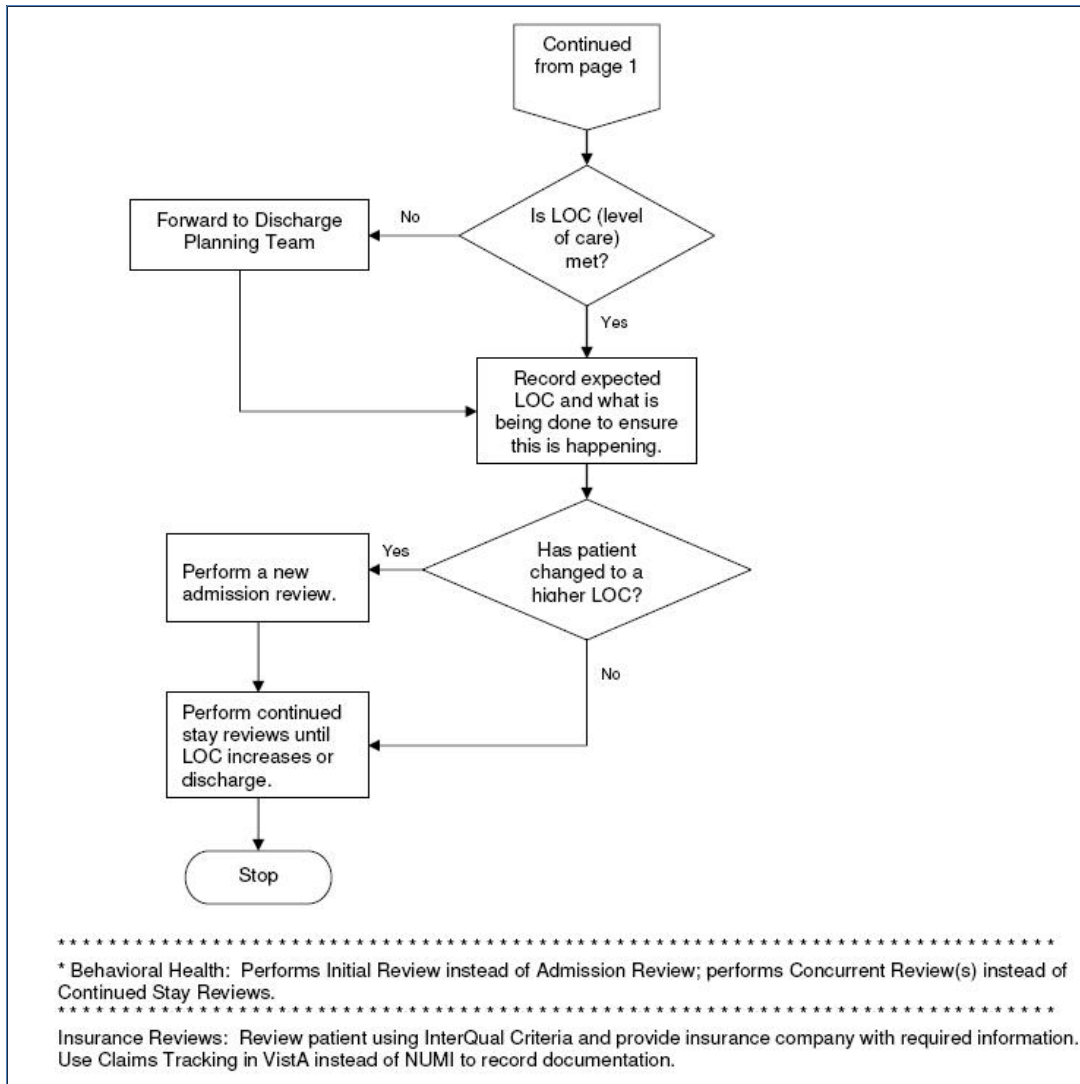 Continued
from page 1
Is LOC (level
of care)
met?
No
Forward to Discharge
Planning Team
Yes
Record expected
LOC and what is
being done to ensure
this is happening.
Has patient
changed to a
higher LOC?
Yes
Perform a new
admission review.
No
Perform continued
stay reviews until
LOC increases or
discharge.
Stop
* * * * * * * * * * * * * * * * * * * * * * * * * * * * * * * * * * * * * * * * * * * * * * * * * * * * * * * * * * * * * * * * * * * * * * * * * * * * * * * * * * *
* Behavioral Health: Performs Initial Review instead of Admission Review; performs Concurrent Review(s) instead of
Continued Stay Reviews.
* * * * * * * * * * * * * * * * * * * * * * * * * * * * * * * * * * * * * * * * * * * * * * * * * * * * * * * * * * * * * * * * * * * * * * * * * * * * * * * * * * *
Insurance Reviews: Review patient using InterQual Criteria and provide insurance company with required information.
Use Claims Tracking in VistA instead of NUMI to record documentation.